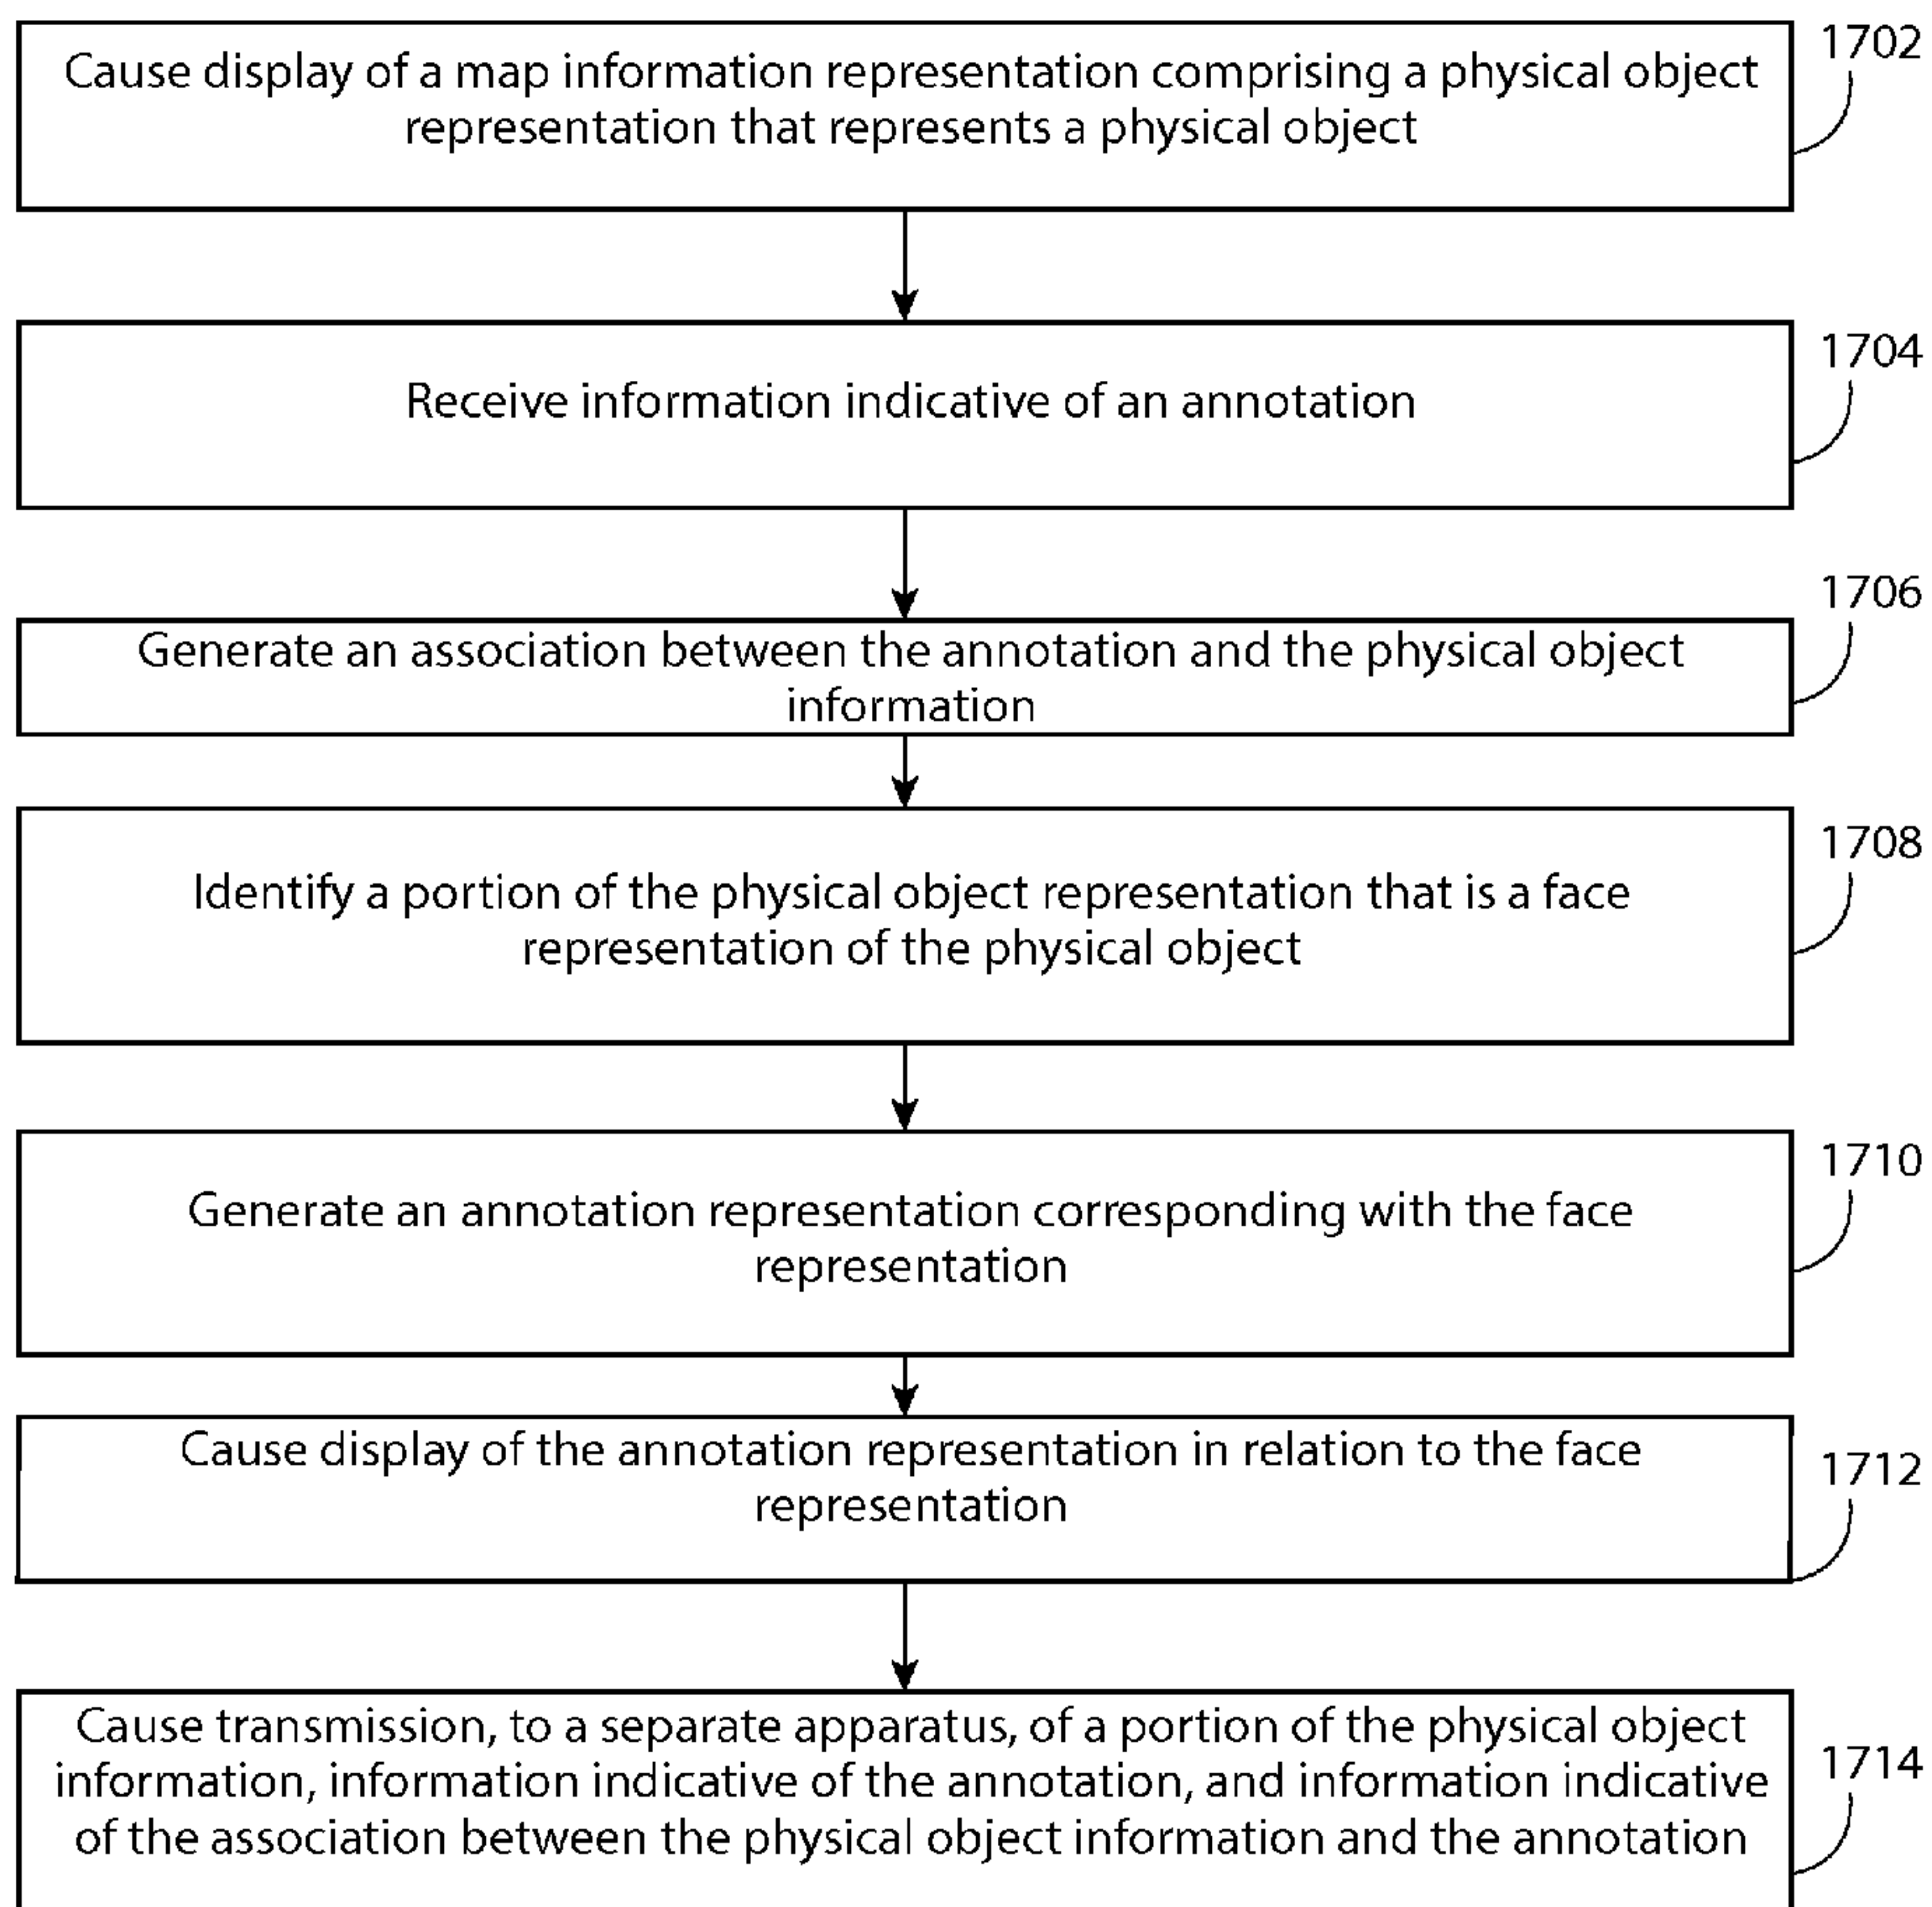 1702
Cause display of a map information representation comprising a physical object
representation that represents a physical object
1704
Receive information indicative of an annotation
1706
Generate an association between the annotation and the physical object
information
1708
Identify a portion of the physical object representation that is a face
representation of the physical object
1710
Generate an annotation representation corresponding with the face
representation
1712
Cause display of the annotation representation in relation to the face
representation
1714
Cause transmission, to a separate apparatus, of a portion of the physical object
information, information indicative of the annotation, and information indicative
of the association between the physical object information and the annotation